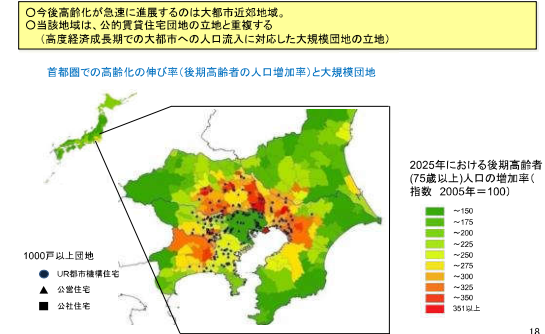 〇今後高齢化が急速に進展するのは大都市近郊地域。
〇当該地域は、公的賃貸住宅団地の立地と重複する
（高度経済成長期での大都市への人口流入に対応した大規模団地の立地）
首都圏での高齢化の伸び率（後期高齢者の人口増加率）と大規模団地
2025年における後期高齢者
(75歳以上)人口の増加率（
指数　2005年＝100）
～150
～175
～200
～225
～250
～275
～300
～325
～350
351以上
1000戸以上団地
UR都市機構住宅
公営住宅
公社住宅
18